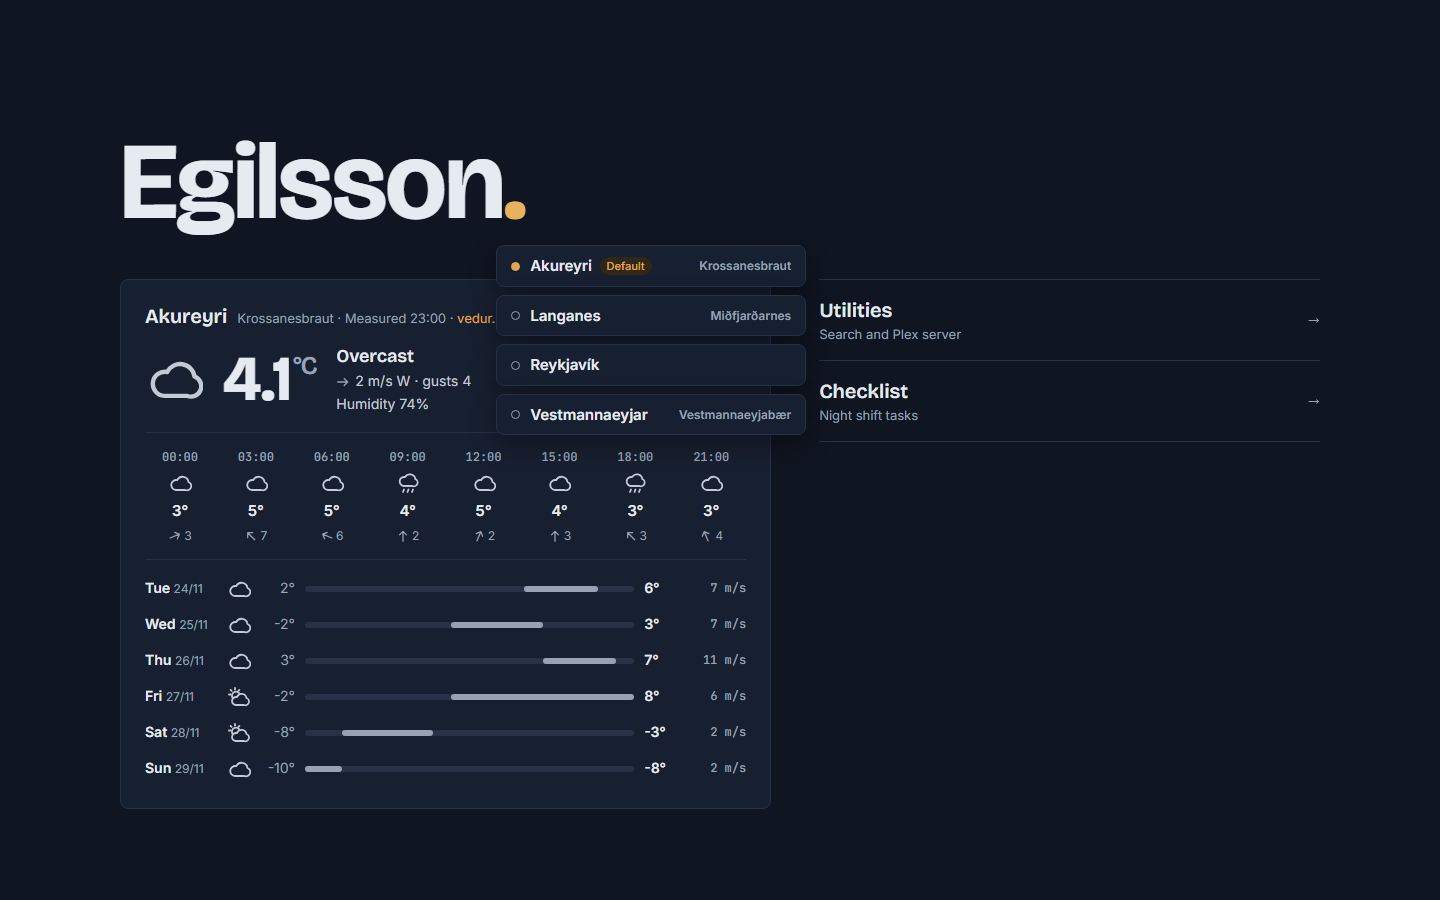 Egilsson.
Akureyri Default Krossanesbraut
Langanes Miðfjarðarnes
Reykjavík
Vestmannaeyjar Vestmannaeyjabær
Akureyri Krossanesbraut · Measured 23:00 · vedur.
4.1°C
Overcast
→ 2 m/s W · gusts 4
Humidity 74%
00:00 03:00 06:00 09:00 12:00 15:00 18:00 21:00
3° 5° 5° 4° 5° 4° 3° 3°
3 7 6 2 2 3 3 4
Tue 24/11 2° 6° 7 m/s
Wed 25/11 -2° 3° 7 m/s
Thu 26/11 3° 7° 11 m/s
Fri 27/11 -2° 8° 6 m/s
Sat 28/11 -8° -3° 2 m/s
Sun 29/11 -10° -8° 2 m/s
Utilities →
Search and Plex server
Checklist →
Night shift tasks